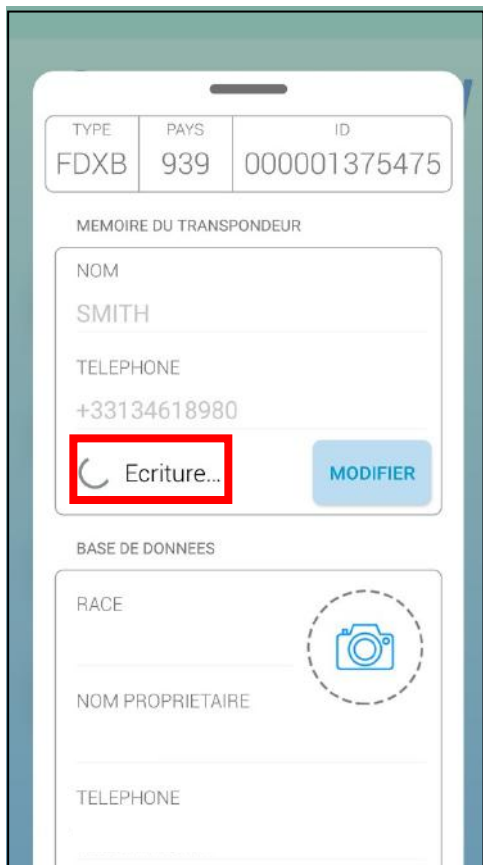 TYPE PAYS ID
FDXB 939 000001375475
MEMOIRE DU TRANSPONDEUR
NOM
SMITH
TELEPHONE
+33134618980
Ecriture...
MODIFIER
BASE DE DONNEES
RACE
NOM PROPRIETAIRE
TELEPHONE